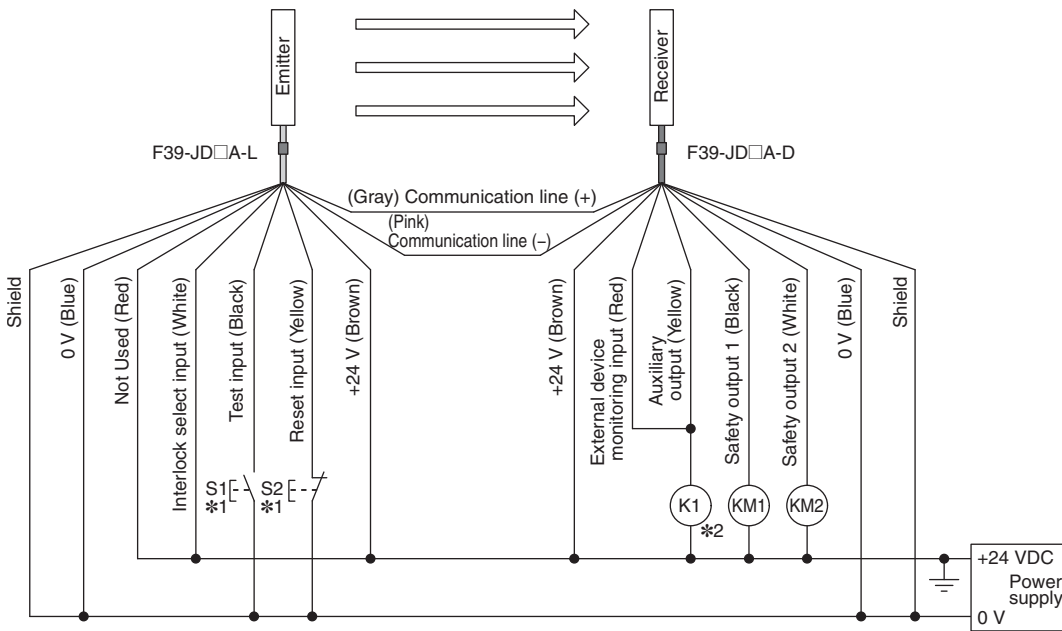 Emitter
Receiver
F39-JD□A-L
F39-JD□A-D
(Gray) Communication line (+)
(Pink)
Communication line (−)
Shield
0 V (Blue)
Not Used (Red)
Interlock select input (White)
Test input (Black)
Reset input (Yellow)
+24 V (Brown)
+24 V (Brown)
External device
monitoring input (Red)
Auxiliary
output (Yellow)
Safety output 1 (Black)
Safety output 2 (White)
0 V (Blue)
Shield
S1
✱1
S2
✱1
K1
✱2
KM1
KM2
+24 VDC
Power
supply
0 V